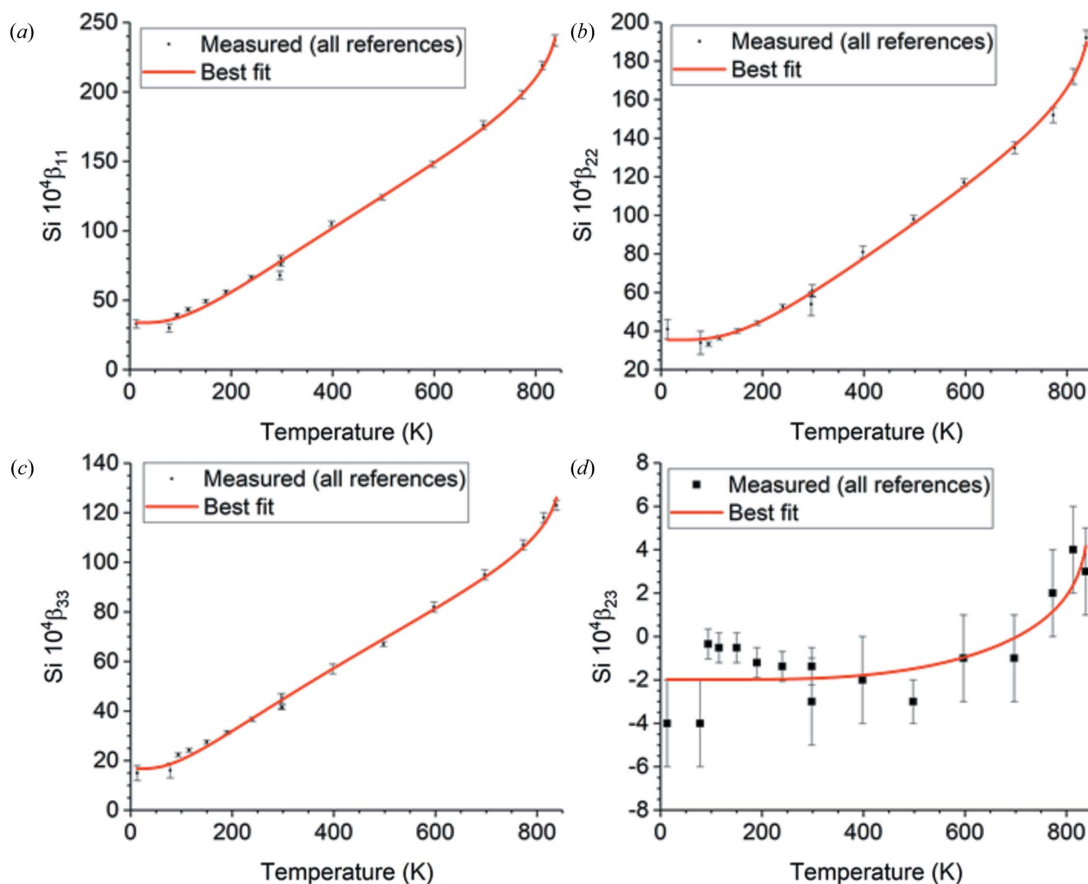 (a)
250
200
150
100
50
0
Si 10⁴β₁₁
Measured (all references)
Best fit
0 200 400 600 800
Temperature (K)
(b)
200
180
160
140
120
100
80
60
40
20
Si 10⁴β₂₂
Measured (all references)
Best fit
0 200 400 600 800
Temperature (K)
(c)
140
120
100
80
60
40
20
0
Si 10⁴β₃₃
Measured (all references)
Best fit
0 200 400 600 800
Temperature (K)
(d)
8
6
4
2
0
-2
-4
-6
-8
Si 10⁴β₂₃
Measured (all references)
Best fit
0 200 400 600 800
Temperature (K)